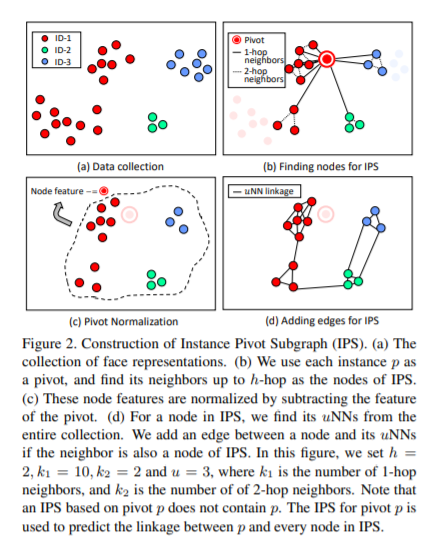 ID-1
ID-2
ID-3
(a) Data collection
Pivot
1-hop
neighbors
2-hop
neighbors
(b) Finding nodes for IPS
Node feature −=
(c) Pivot Normalization
uNN linkage
(d) Adding edges for IPS
Figure 2. Construction of Instance Pivot Subgraph (IPS). (a) The
collection of face representations. (b) We use each instance p as
a pivot, and find its neighbors up to h-hop as the nodes of IPS.
(c) These node features are normalized by subtracting the feature
of the pivot. (d) For a node in IPS, we find its uNNs from the
entire collection. We add an edge between a node and its uNNs
if the neighbor is also a node of IPS. In this figure, we set h =
2, k₁ = 10, k₂ = 2 and u = 3, where k₁ is the number of 1-hop
neighbors, and k₂ is the number of of 2-hop neighbors. Note that
an IPS based on pivot p does not contain p. The IPS for pivot p is
used to predict the linkage between p and every node in IPS.